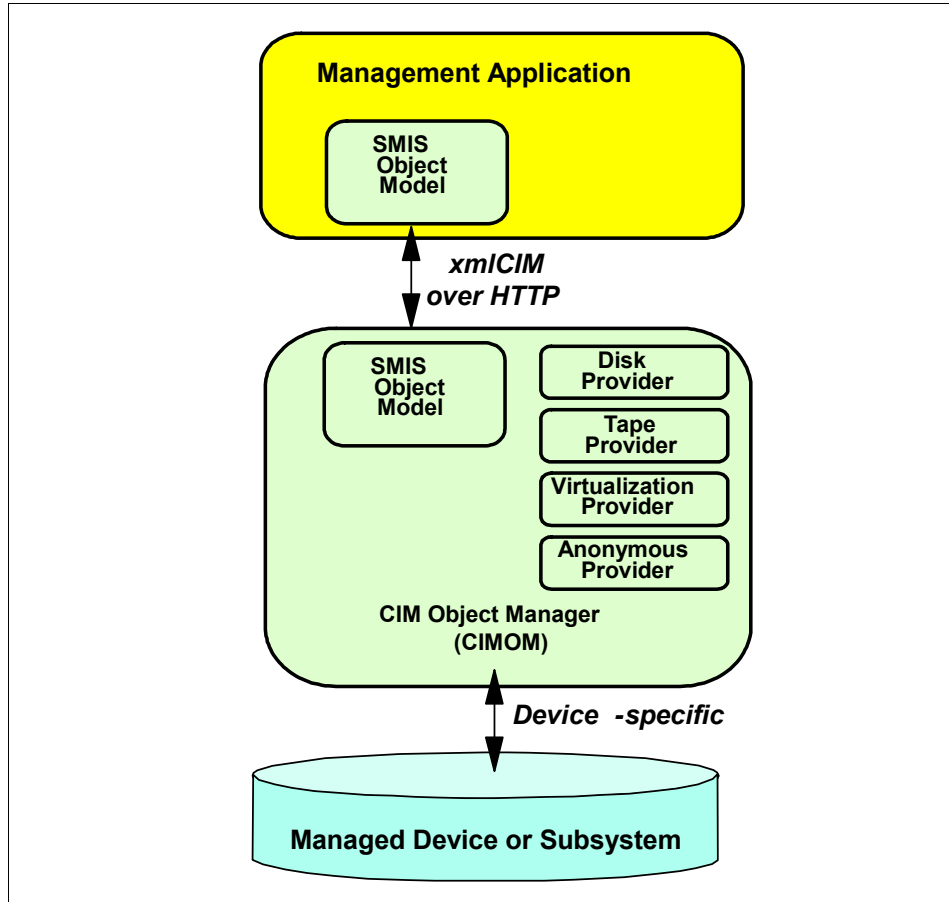 Management Application
SMIS
Object
Model
xmlCIM
over HTTP
SMIS
Object
Model
Disk
Provider
Tape
Provider
Virtualization
Provider
Anonymous
Provider
CIM Object Manager
(CIMOM)
Device -specific
Managed Device or Subsystem